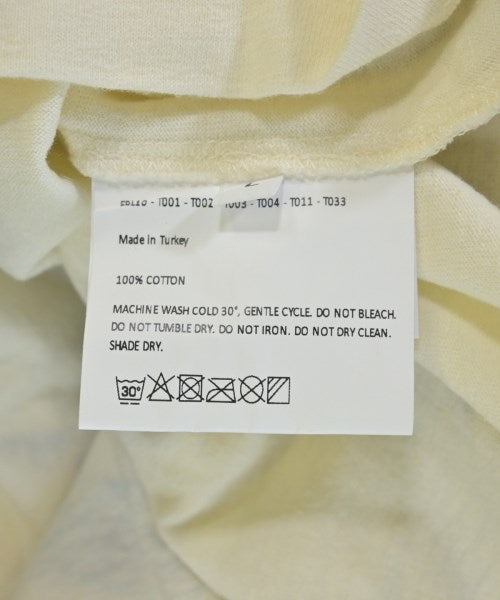 - T001 - T002 T003 - T004 - T011 - T033
Made in Turkey
100% COTTON
MACHINE WASH COLD 30°, GENTLE CYCLE. DO NOT BLEACH.
DO NOT TUMBLE DRY. DO NOT IRON. DO NOT DRY CLEAN.
SHADE DRY.
30°